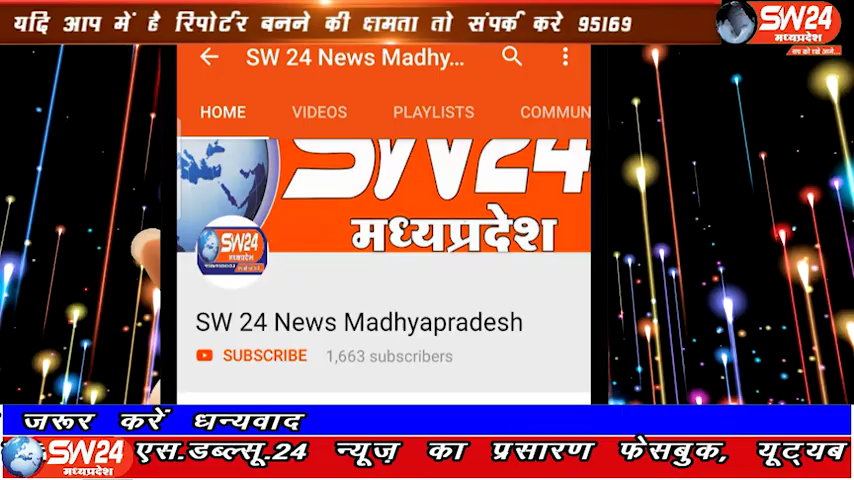 यदि आप में है रिपोर्टर बनने की क्षमता तो संपर्क करे 95169
SW24
मध्यप्रदेश
SW 24 News Madhy...
HOME VIDEOS PLAYLISTS COMMUN
SW24
मध्यप्रदेश
SW24
मध्यप्रदेश
SW 24 News Madhyapradesh
SUBSCRIBE 1,663 subscribers
जरूर करें धन्यवाद
SW24
मध्यप्रदेश
एस.डब्ल्सू.24 न्यूज़ का प्रसारण फेसबुक, यूट्यब